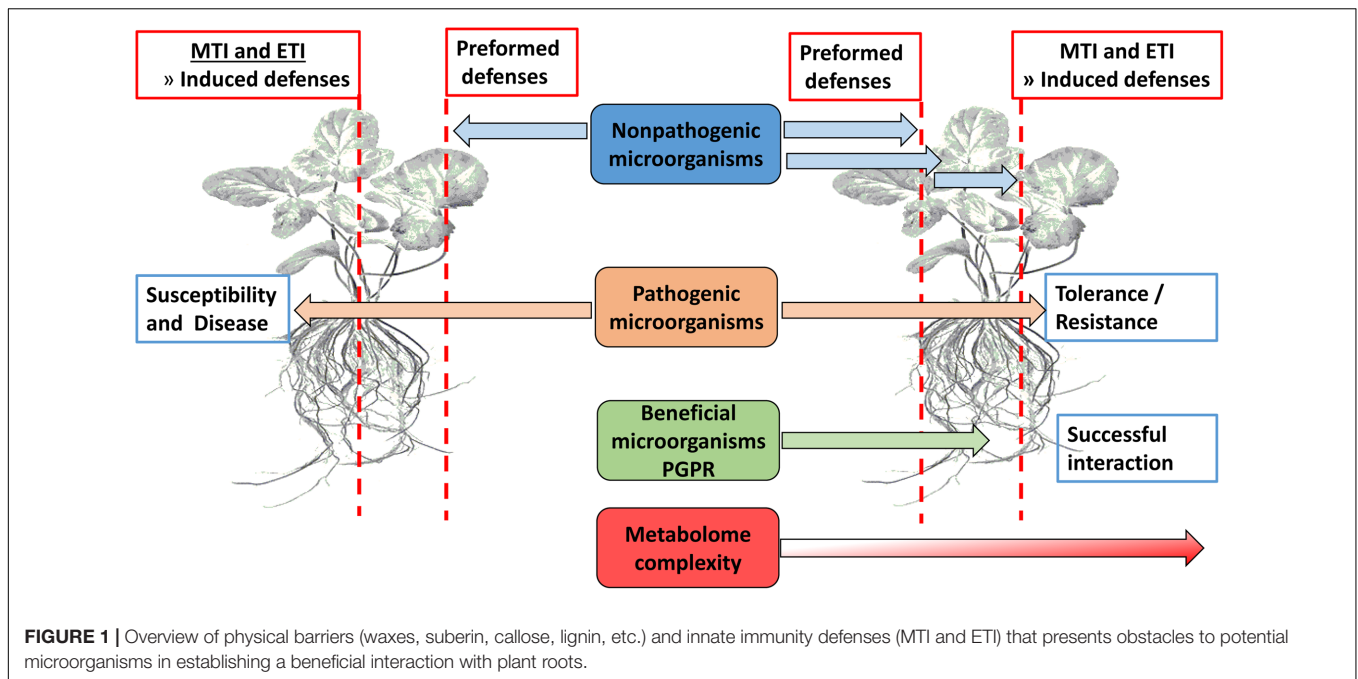 MTI and ETI
» Induced defenses
Preformed
defenses
Preformed
defenses
MTI and ETI
» Induced defenses
Nonpathogenic
microorganisms
Susceptibility
and Disease
Pathogenic
microorganisms
Tolerance /
Resistance
Beneficial
microorganisms
PGPR
Successful
interaction
Metabolome
complexity
FIGURE 1 | Overview of physical barriers (waxes, suberin, callose, lignin, etc.) and innate immunity defenses (MTI and ETI) that presents obstacles to potential
microorganisms in establishing a beneficial interaction with plant roots.